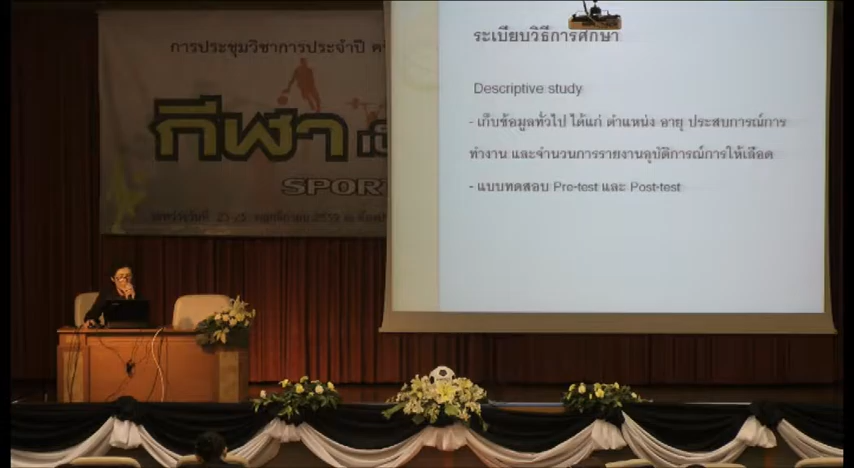 การประชุมวิชาการประจำปี
กีฬา
SPOR
ระเบียบวิธีการศึกษา
Descriptive study
- เก็บข้อมูลทั่วไป ได้แก่ ตำแหน่ง อายุ ประสบการณ์การ
ทำงาน และจำนวนการรายงานอุบัติการณ์การให้เลือด
- แบบทดสอบ Pre-test และ Post-test